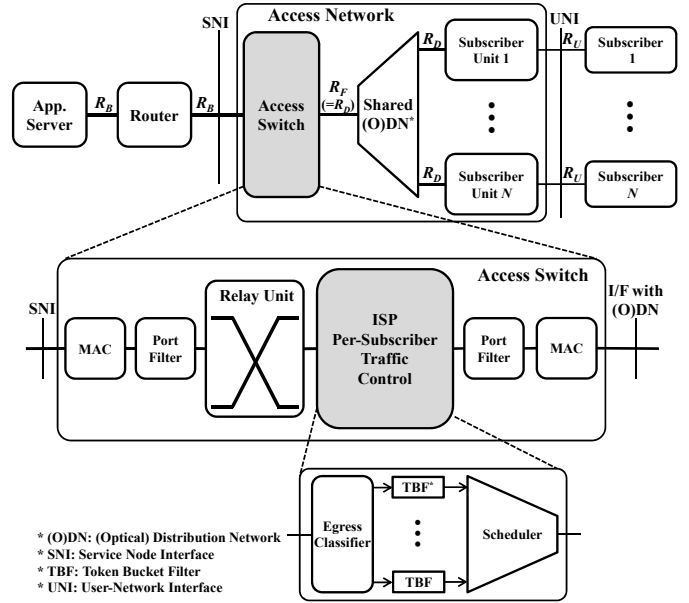 Access Network
SNI
UNI
App.
Server
R_B
Router
R_B
Access
Switch
R_F
(=R_D)
Shared
(O)DN*
R_D
Subscriber
Unit 1
R_U
Subscriber
1
R_D
Subscriber
Unit N
R_U
Subscriber
N
Access Switch
SNI
I/F with
(O)DN
MAC
Port
Filter
Relay Unit
ISP
Per-Subscriber
Traffic
Control
Port
Filter
MAC
Egress
Classifier
TBF*
TBF
Scheduler
* (O)DN: (Optical) Distribution Network
* SNI: Service Node Interface
* TBF: Token Bucket Filter
* UNI: User-Network Interface